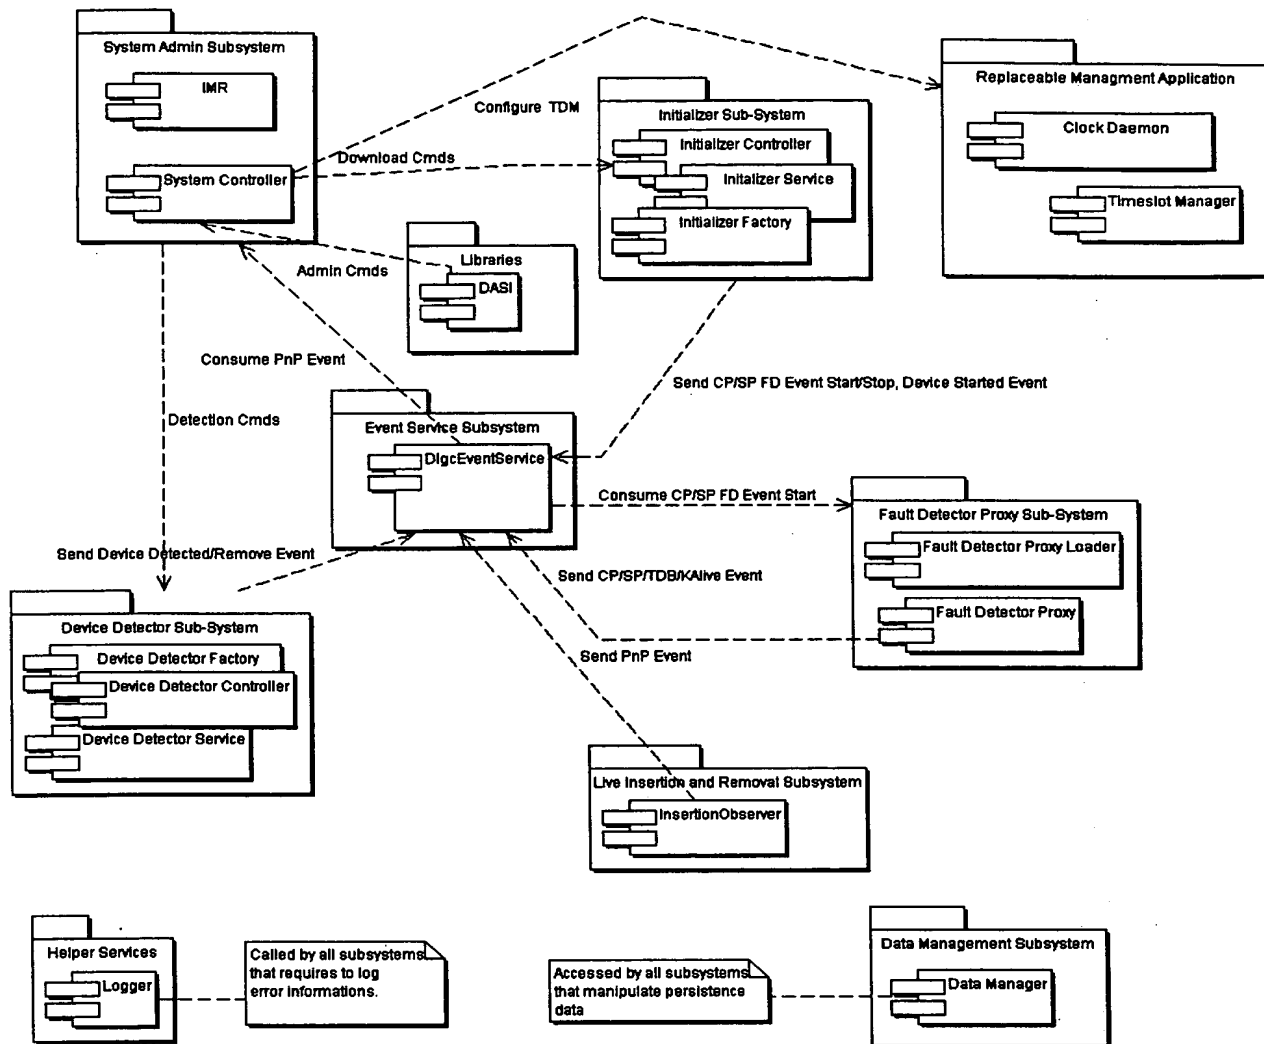 System Admin Subsystem
IMR
System Controller
Configure TDM
Download Cmds
Initializer Sub-System
Initializer Controller
Initalizer Service
Initializer Factory
Replaceable Managment Application
Clock Daemon
Timeslot Manager
Admin Cmds
Libraries
DASI
Consume PnP Event
Detection Cmds
Send CP/SP FD Event Start/Stop, Device Started Event
Event Service Subsystem
DlgcEventService
Consume CP/SP FD Event Start
Fault Detector Proxy Sub-System
Fault Detector Proxy Loader
Fault Detector Proxy
Send Device Detected/Remove Event
Send CP/SP/TDB/KAlive Event
Send PnP Event
Device Detector Sub-System
Device Detector Factory
Device Detector Controller
Device Detector Service
Live Insertion and Removal Subsystem
InsertionObserver
Helper Services
Logger
Called by all subsystems
that requires to log
error informations.
Accessed by all subsystems
that manipulate persistence
data
Data Management Subsystem
Data Manager